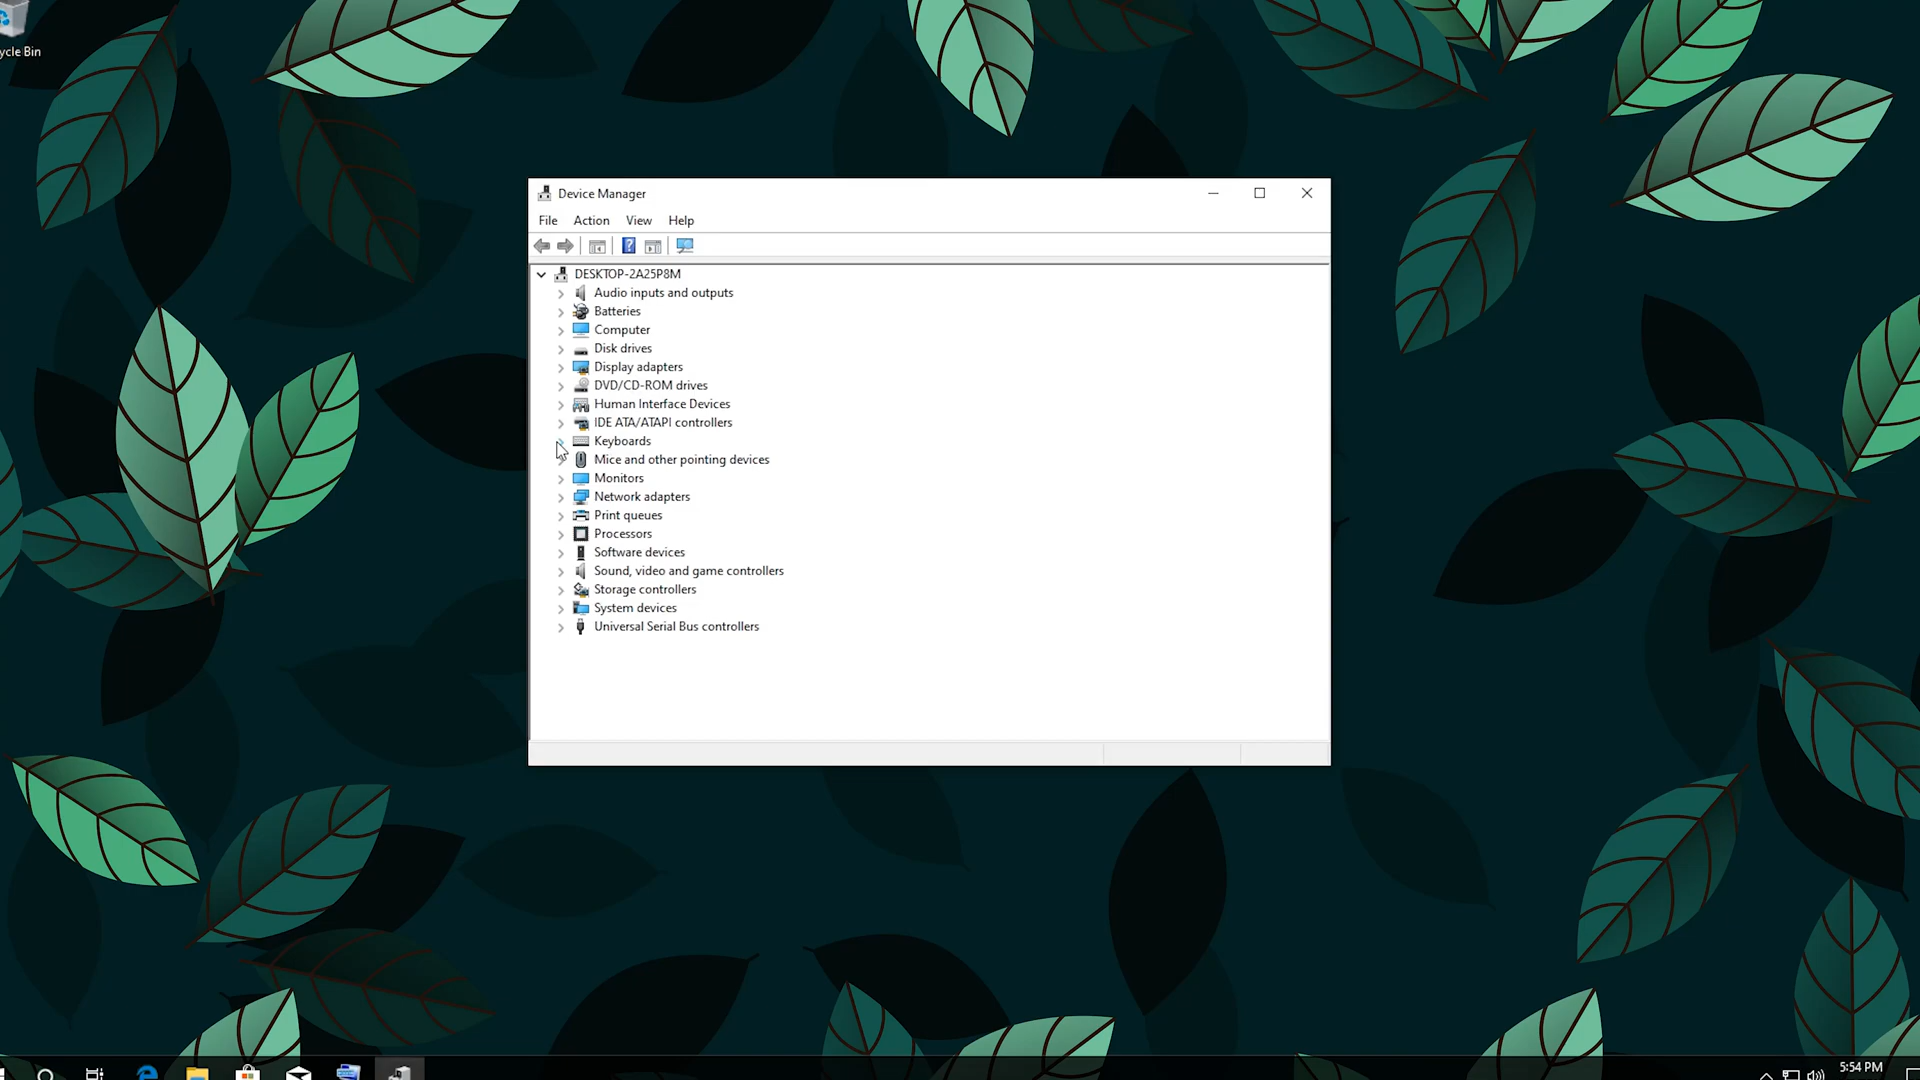 ycle Bin
Device Manager
File Action View Help
DESKTOP-2A25P8M
Audio inputs and outputs
Batteries
Computer
Disk drives
Display adapters
DVD/CD-ROM drives
Human Interface Devices
IDE ATA/ATAPI controllers
Keyboards
Mice and other pointing devices
Monitors
Network adapters
Print queues
Processors
Software devices
Sound, video and game controllers
Storage controllers
System devices
Universal Serial Bus controllers
5:54 PM